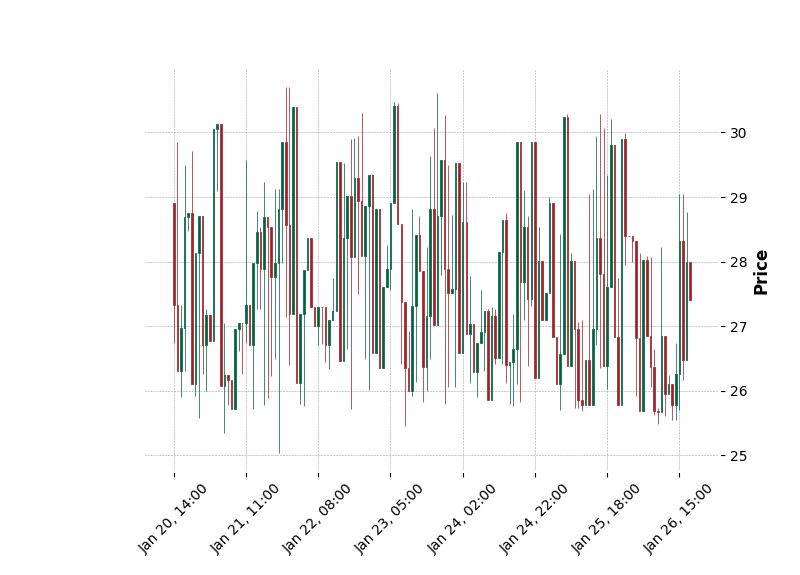 30
29
28
27
26
25
Price
Jan 20, 14:00
Jan 21, 11:00
Jan 22, 08:00
Jan 23, 05:00
Jan 24, 02:00
Jan 24, 22:00
Jan 25, 18:00
Jan 26, 15:00